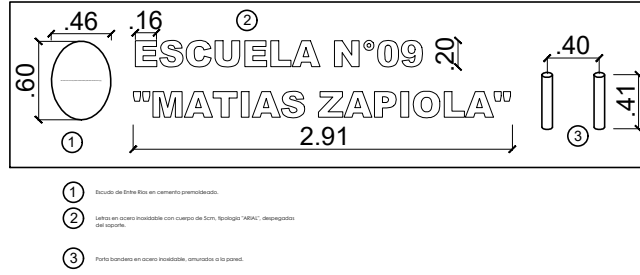 .46
.16
2
ESCUELA N°09
.20
.60
"MATIAS ZAPIOLA"
.40
.41
1
2.91
3
1 Escudo de Entre Rios en cemento premoldeado.
2 Letras en acero inoxidable con cuerpo de 5cm, tipologia "ARIAL", despegadas
del soporte.
3 Porta bandera en acero inoxidable, amurados a la pared.